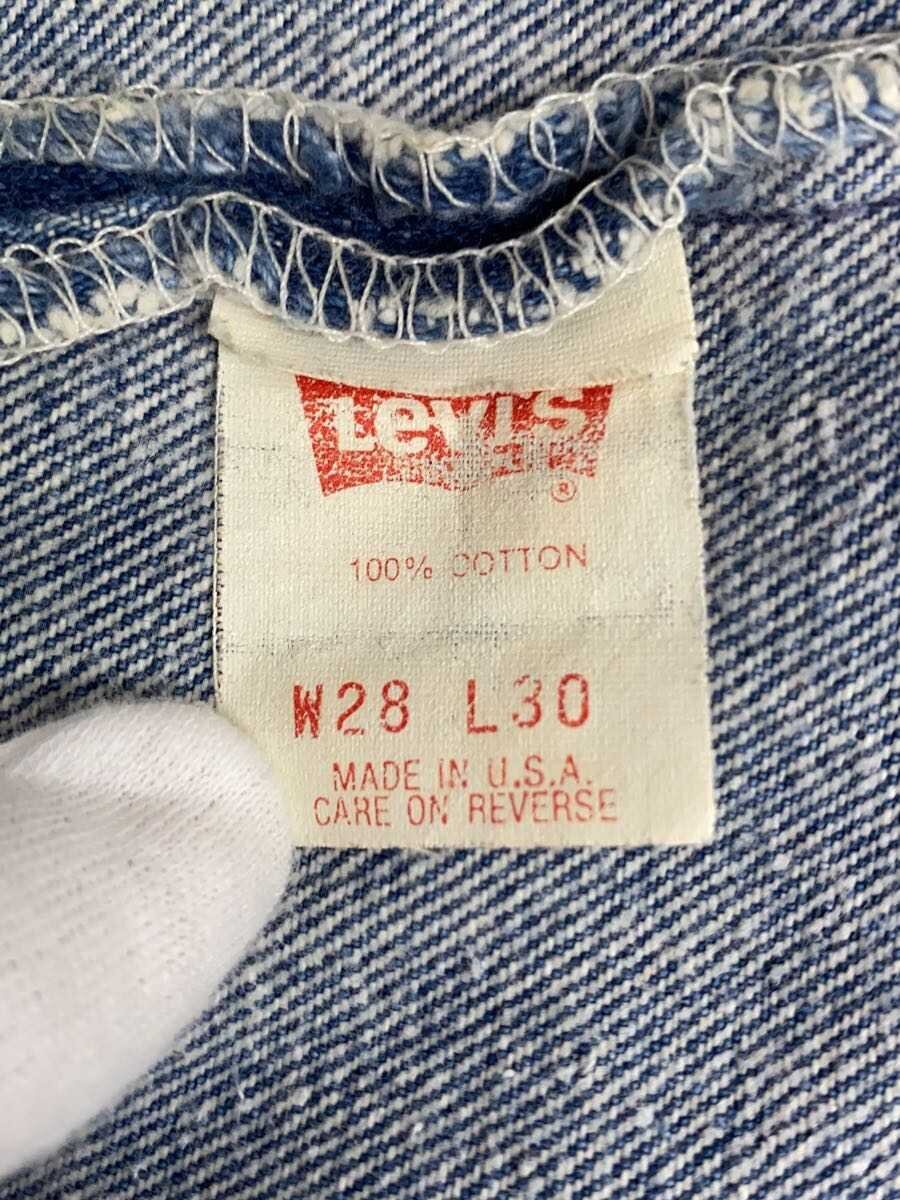 Levi's
®
100% COTTON
W28 L30
MADE IN U.S.A.
CARE ON REVERSE